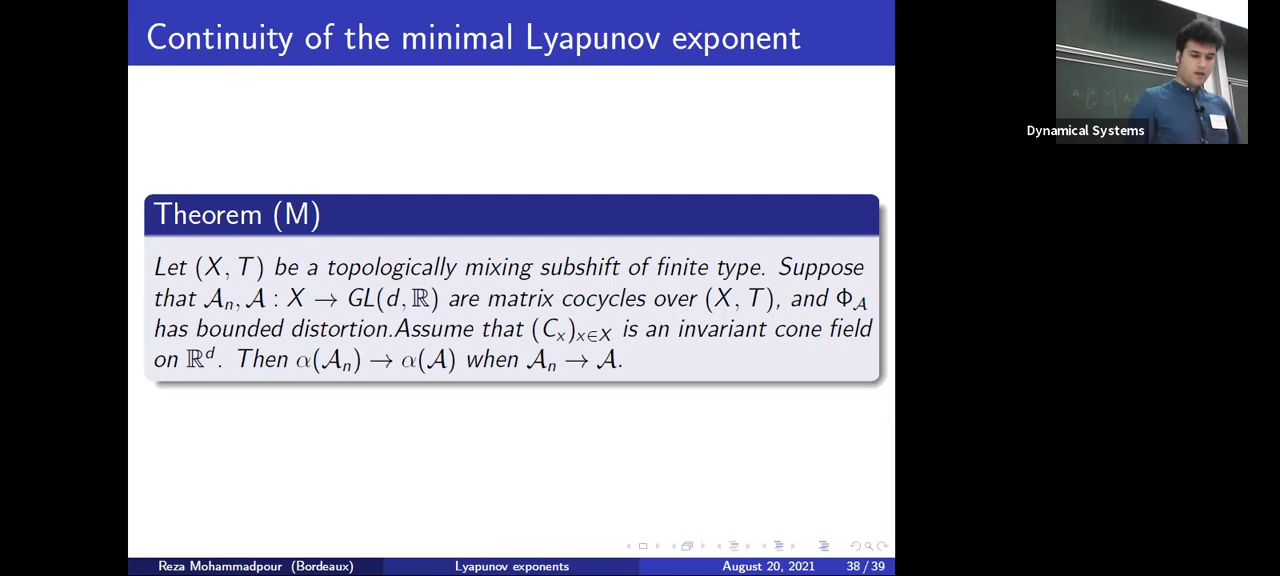 Continuity of the minimal Lyapunov exponent
Theorem (M)
Let (X, T) be a topologically mixing subshift of finite type. Suppose
that 𝒜ₙ, 𝒜 : X → GL(d, ℝ) are matrix cocycles over (X, T), and Φ_𝒜
has bounded distortion.Assume that (Cₓ)ₓ∈X is an invariant cone field
on ℝᵈ. Then α(𝒜ₙ) → α(𝒜) when 𝒜ₙ → 𝒜.
Dynamical Systems
Reza Mohammadpour (Bordeaux)
Lyapunov exponents
August 20, 2021
38 / 39